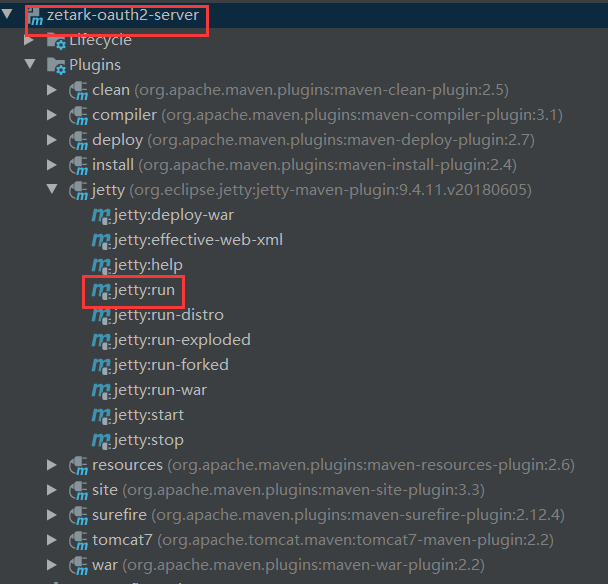 zetark-oauth2-server
Lifecycle
Plugins
clean (org.apache.maven.plugins:maven-clean-plugin:2.5)
compiler (org.apache.maven.plugins:maven-compiler-plugin:3.1)
deploy (org.apache.maven.plugins:maven-deploy-plugin:2.7)
install (org.apache.maven.plugins:maven-install-plugin:2.4)
jetty (org.eclipse.jetty:jetty-maven-plugin:9.4.11.v20180605)
jetty:deploy-war
jetty:effective-web-xml
jetty:help
jetty:run
jetty:run-distro
jetty:run-exploded
jetty:run-forked
jetty:run-war
jetty:start
jetty:stop
resources (org.apache.maven.plugins:maven-resources-plugin:2.6)
site (org.apache.maven.plugins:maven-site-plugin:3.3)
surefire (org.apache.maven.plugins:maven-surefire-plugin:2.12.4)
tomcat7 (org.apache.tomcat.maven:tomcat7-maven-plugin:2.2)
war (org.apache.maven.plugins:maven-war-plugin:2.2)